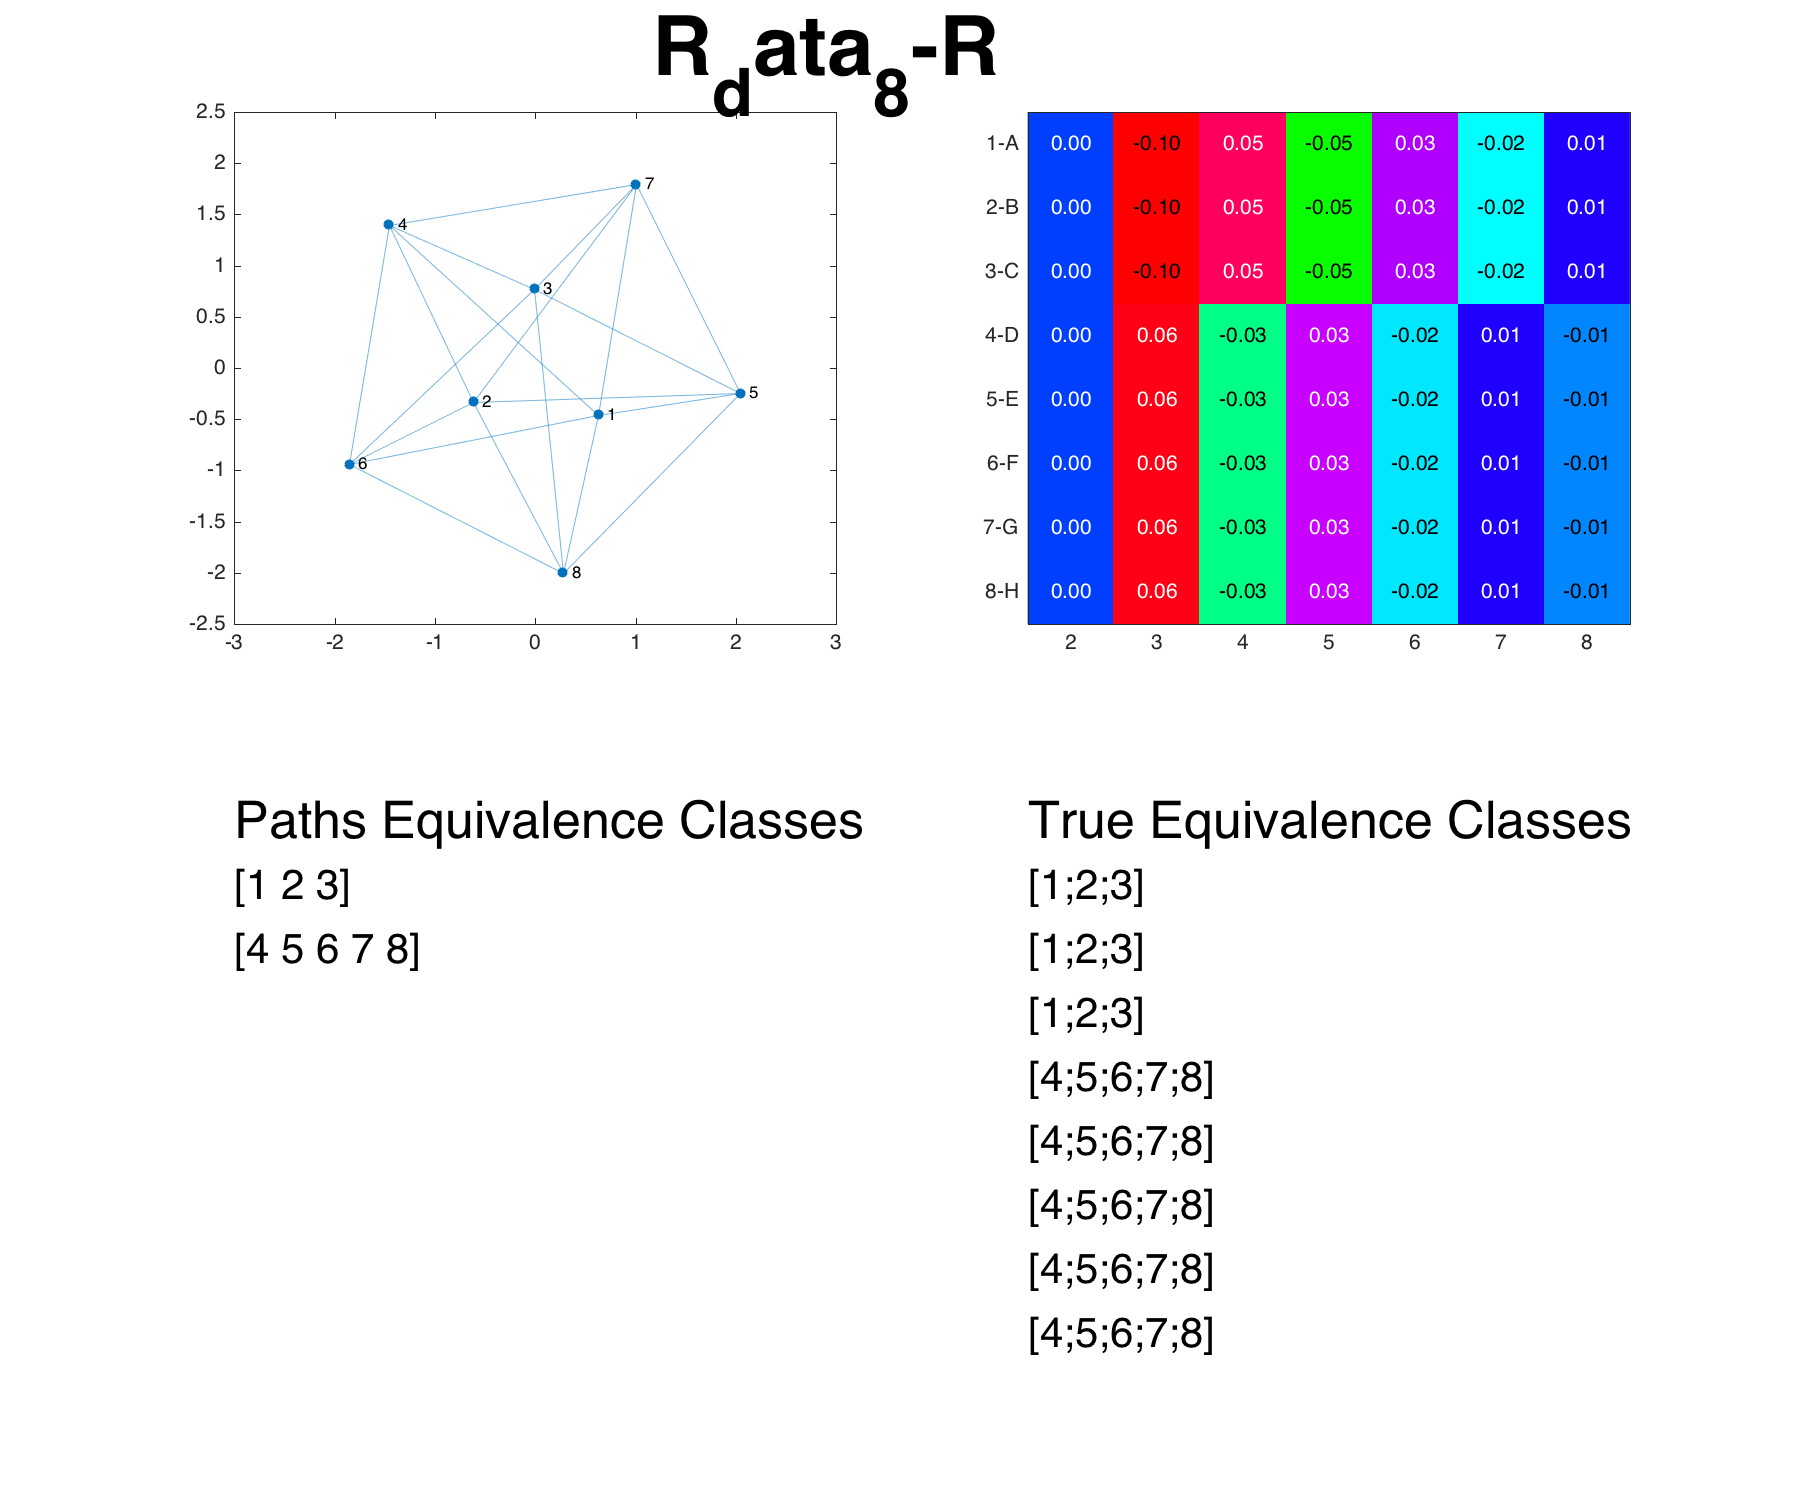 Rdata8-R
2.5
2
1.5
1
0.5
0
-0.5
-1
-1.5
-2
-2.5
-3 -2 -1 0 1 2 3
7
4
3
5
2
1
6
8
1-A 0.00 -0.10 0.05 -0.05 0.03 -0.02 0.01
2-B 0.00 -0.10 0.05 -0.05 0.03 -0.02 0.01
3-C 0.00 -0.10 0.05 -0.05 0.03 -0.02 0.01
4-D 0.00 0.06 -0.03 0.03 -0.02 0.01 -0.01
5-E 0.00 0.06 -0.03 0.03 -0.02 0.01 -0.01
6-F 0.00 0.06 -0.03 0.03 -0.02 0.01 -0.01
7-G 0.00 0.06 -0.03 0.03 -0.02 0.01 -0.01
8-H 0.00 0.06 -0.03 0.03 -0.02 0.01 -0.01
2 3 4 5 6 7 8
Paths Equivalence Classes
[1 2 3]
[4 5 6 7 8]
True Equivalence Classes
[1;2;3]
[1;2;3]
[1;2;3]
[4;5;6;7;8]
[4;5;6;7;8]
[4;5;6;7;8]
[4;5;6;7;8]
[4;5;6;7;8]